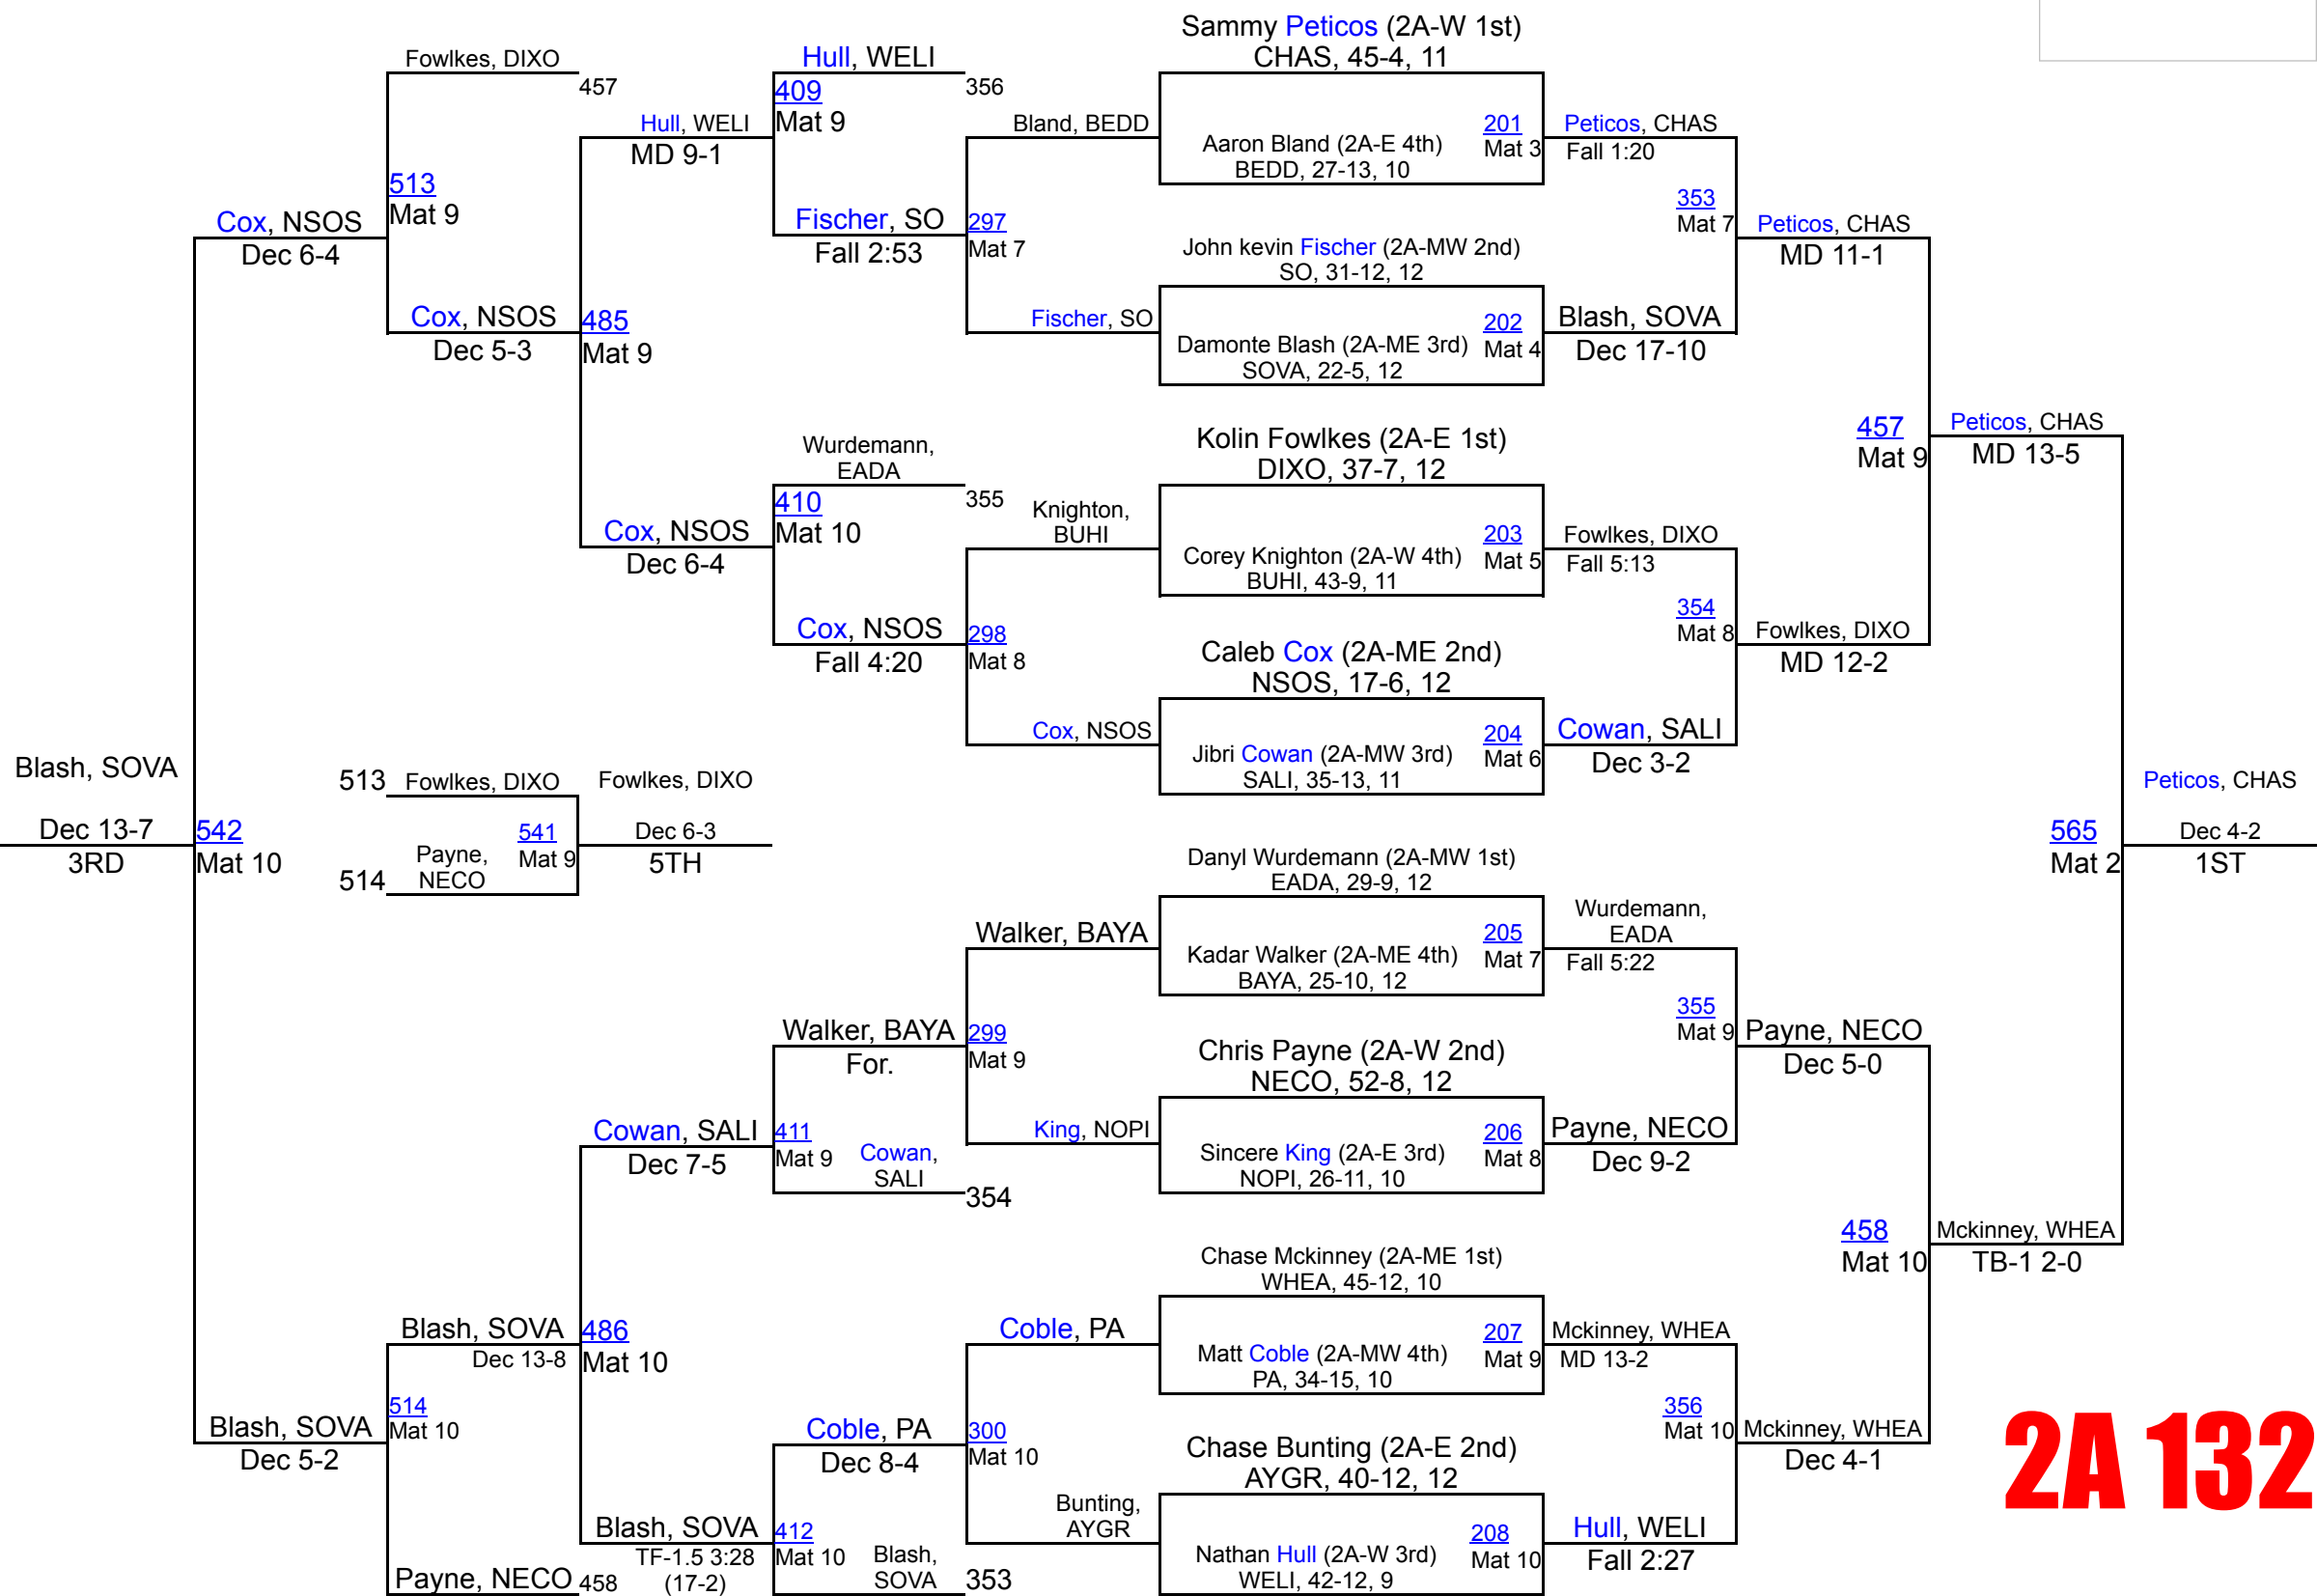 Sammy Peticos (2A-W 1st)
CHAS, 45-4, 11
Fowlkes, DIXO
457
Hull, WELI
356
409
Mat 9
Hull, WELI
MD 9-1
Bland, BEDD
Aaron Bland (2A-E 4th)
BEDD, 27-13, 10
201
Mat 3
Peticos, CHAS
Fall 1:20
513
Mat 9
Cox, NSOS
Dec 6-4
Fischer, SO
Fall 2:53
297
Mat 7
John kevin Fischer (2A-MW 2nd)
SO, 31-12, 12
353
Mat 7
Peticos, CHAS
MD 11-1
Cox, NSOS
Dec 5-3
485
Mat 9
Fischer, SO
Damonte Blash (2A-ME 3rd)
SOVA, 22-5, 12
202
Mat 4
Blash, SOVA
Dec 17-10
Wurdemann,
EADA
355
Kolin Fowlkes (2A-E 1st)
DIXO, 37-7, 12
457
Mat 9
Peticos, CHAS
MD 13-5
410
Mat 10
Cox, NSOS
Dec 6-4
Knighton,
BUHI
Corey Knighton (2A-W 4th)
BUHI, 43-9, 11
203
Mat 5
Fowlkes, DIXO
Fall 5:13
Cox, NSOS
Fall 4:20
298
Mat 8
Caleb Cox (2A-ME 2nd)
NSOS, 17-6, 12
354
Mat 8
Fowlkes, DIXO
MD 12-2
Cox, NSOS
Jibri Cowan (2A-MW 3rd)
SALI, 35-13, 11
204
Mat 6
Cowan, SALI
Dec 3-2
Blash, SOVA
Dec 13-7
3RD
542
Mat 10
513
Fowlkes, DIXO
514
Payne,
NECO
541
Mat 9
Fowlkes, DIXO
Dec 6-3
5TH
Peticos, CHAS
Dec 4-2
1ST
565
Mat 2
Danyl Wurdemann (2A-MW 1st)
EADA, 29-9, 12
Walker, BAYA
Kadar Walker (2A-ME 4th)
BAYA, 25-10, 12
205
Mat 7
Wurdemann,
EADA
Fall 5:22
Walker, BAYA
For.
299
Mat 9
Chris Payne (2A-W 2nd)
NECO, 52-8, 12
355
Mat 9
Payne, NECO
Dec 5-0
Cowan, SALI
Dec 7-5
411
Mat 9
Cowan,
SALI
354
King, NOPI
Sincere King (2A-E 3rd)
NOPI, 26-11, 10
206
Mat 8
Payne, NECO
Dec 9-2
458
Mat 10
Mckinney, WHEA
TB-1 2-0
Chase Mckinney (2A-ME 1st)
WHEA, 45-12, 10
Blash, SOVA
Dec 13-8
486
Mat 10
Coble, PA
Matt Coble (2A-MW 4th)
PA, 34-15, 10
207
Mat 9
Mckinney, WHEA
MD 13-2
Blash, SOVA
Dec 5-2
514
Mat 10
Coble, PA
Dec 8-4
300
Mat 10
Chase Bunting (2A-E 2nd)
AYGR, 40-12, 12
356
Mat 10
Mckinney, WHEA
Dec 4-1
2A 132
Blash, SOVA
TF-1.5 3:28
(17-2)
412
Mat 10
Blash,
SOVA
353
Bunting,
AYGR
Nathan Hull (2A-W 3rd)
WELI, 42-12, 9
208
Mat 10
Hull, WELI
Fall 2:27
Payne, NECO
458